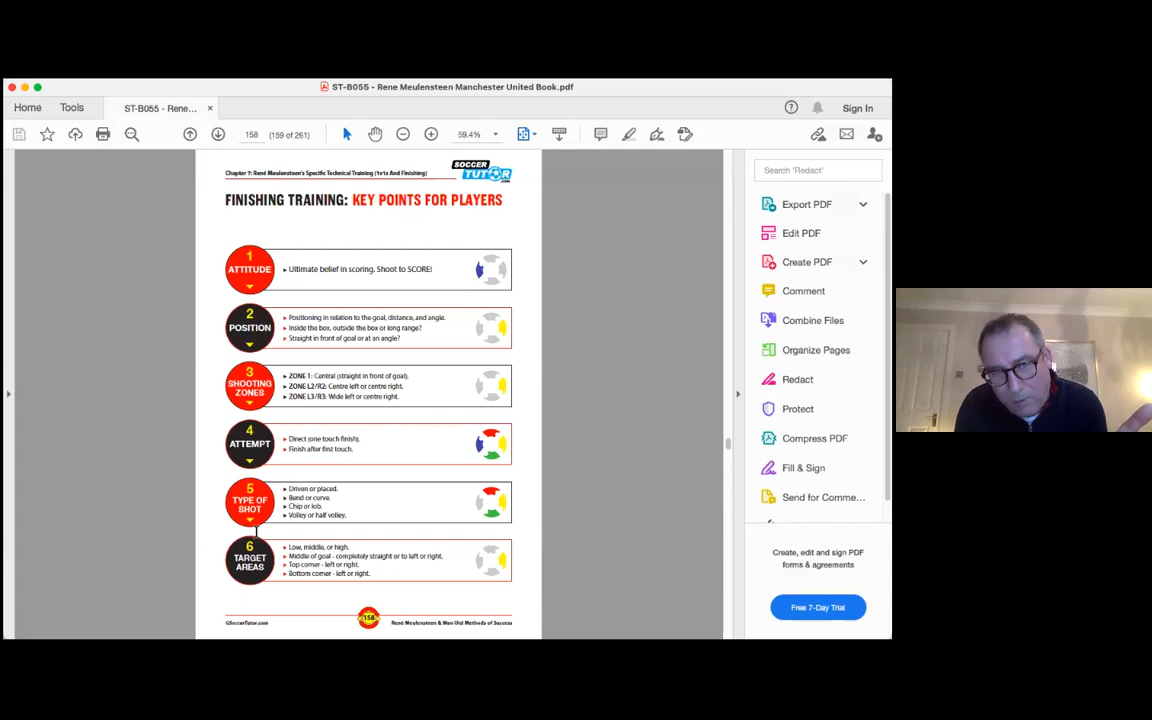 ST-B055 - Rene Meulensteen Manchester United Book.pdf
Home
Tools
ST-B055 - Rene...
Sign In
158
(159 of 261)
59.4%
Chapter 7: René Meulensteen's Specific Technical Training (1v1s And Finishing)
SOCCER
TUTOR
.COM
FINISHING TRAINING: KEY POINTS FOR PLAYERS
1
ATTITUDE
Ultimate belief in scoring. Shoot to SCORE!
2
POSITION
Positioning in relation to the goal, distance, and angle.
Inside the box, outside the box or long range?
Straight in front of goal or at an angle?
3
SHOOTING
ZONES
ZONE 1: Central (straight in front of goal).
ZONE L2/R2: Centre left or centre right.
ZONE L3/R3: Wide left or centre right.
4
ATTEMPT
Direct (one touch finish).
Finish after first touch.
5
TYPE OF
SHOT
Driven or placed.
Bend or curve.
Chip or lob.
Volley or half volley.
6
TARGET
AREAS
Low, middle, or high.
Middle of goal - completely straight or to left or right.
Top corner - left or right.
Bottom corner - left or right.
©SoccerTutor.com
158
René Meulensteen & Man Utd Methods of Success
Search 'Redact'
Export PDF
Edit PDF
Create PDF
Comment
Combine Files
Organize Pages
Redact
Protect
Compress PDF
Fill & Sign
Send for Comme...
Create, edit and sign PDF
forms & agreements
Free 7-Day Trial